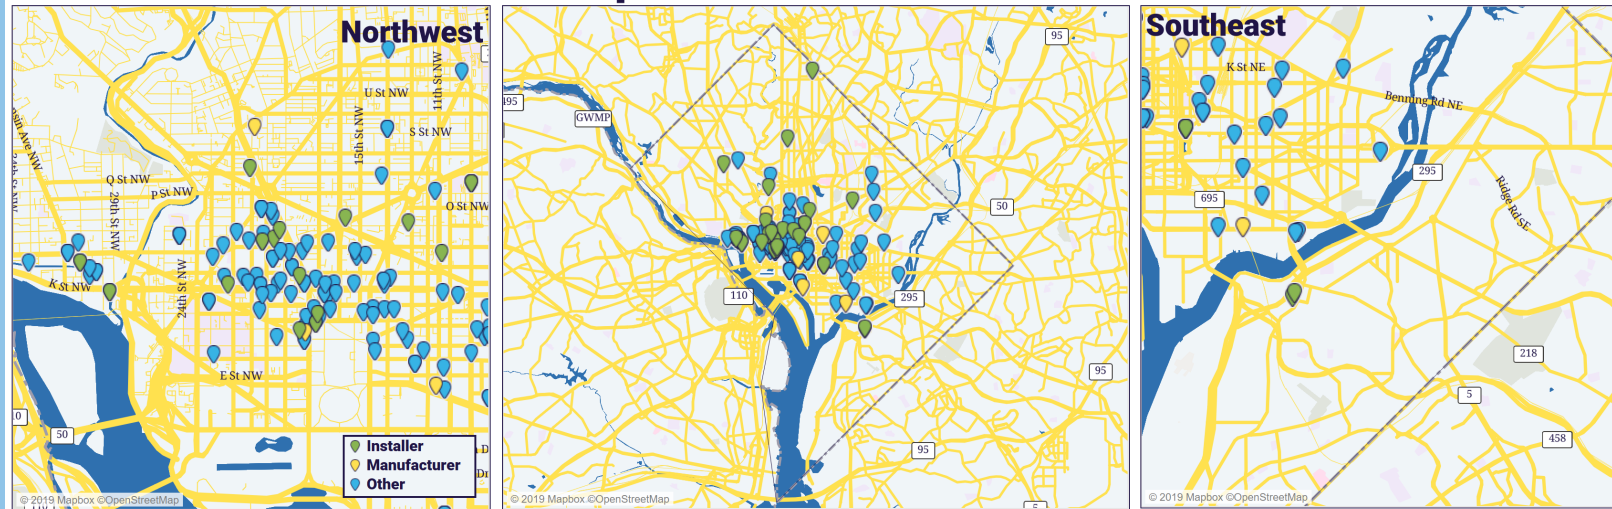 Northwest
11th St NW
U St NW
15th St NW
S St NW
Q St NW
P St NW
29th St NW
O St NW
K St NW
24th St NW
E St NW
50
Installer
Manufacturer
Other
© 2019 Mapbox ©OpenStreetMap
95
GWMP
50
110
295
95
95
© 2019 Mapbox ©OpenStreetMap
Southeast
K St NE
Benning Rd NE
295
695
Ridge Rd SE
218
5
458
© 2019 Mapbox ©OpenStreetMap